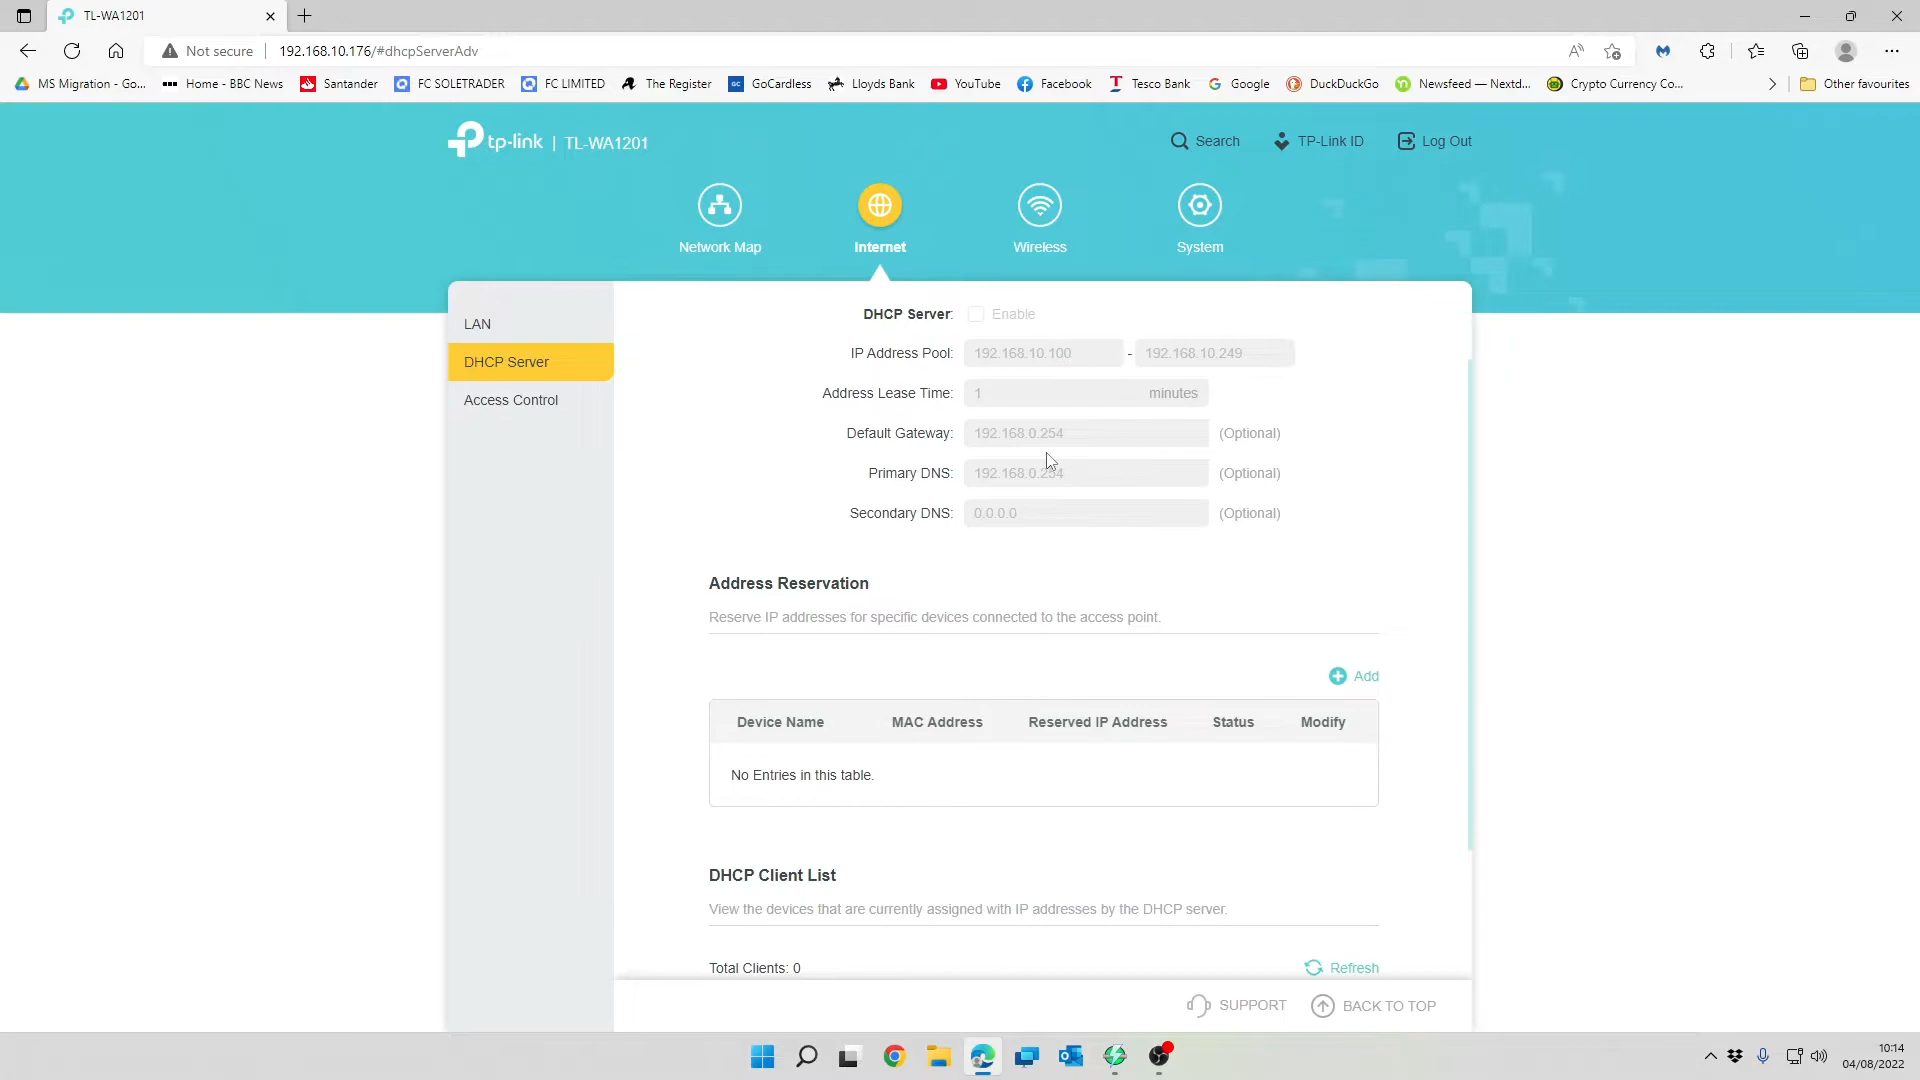 TL-WA1201
Not secure 192.168.10.176/#dhcpServerAdv
MS Migration - Go... Home - BBC News Santander FC SOLETRADER FC LIMITED The Register GoCardless Lloyds Bank YouTube Facebook Tesco Bank Google DuckDuckGo Newsfeed — Nextd... Crypto Currency Co... Other favourites
tp-link | TL-WA1201
Search TP-Link ID Log Out
Network Map Internet Wireless System
LAN
DHCP Server
Access Control
DHCP Server: Enable
IP Address Pool: 192.168.10.100 - 192.168.10.249
Address Lease Time: 1 minutes
Default Gateway: 192.168.0.254 (Optional)
Primary DNS: 192.168.0.254 (Optional)
Secondary DNS: 0.0.0.0 (Optional)
Address Reservation
Reserve IP addresses for specific devices connected to the access point.
Add
Device Name MAC Address Reserved IP Address Status Modify
No Entries in this table.
DHCP Client List
View the devices that are currently assigned with IP addresses by the DHCP server.
Total Clients: 0 Refresh
SUPPORT BACK TO TOP
10:14
04/08/2022